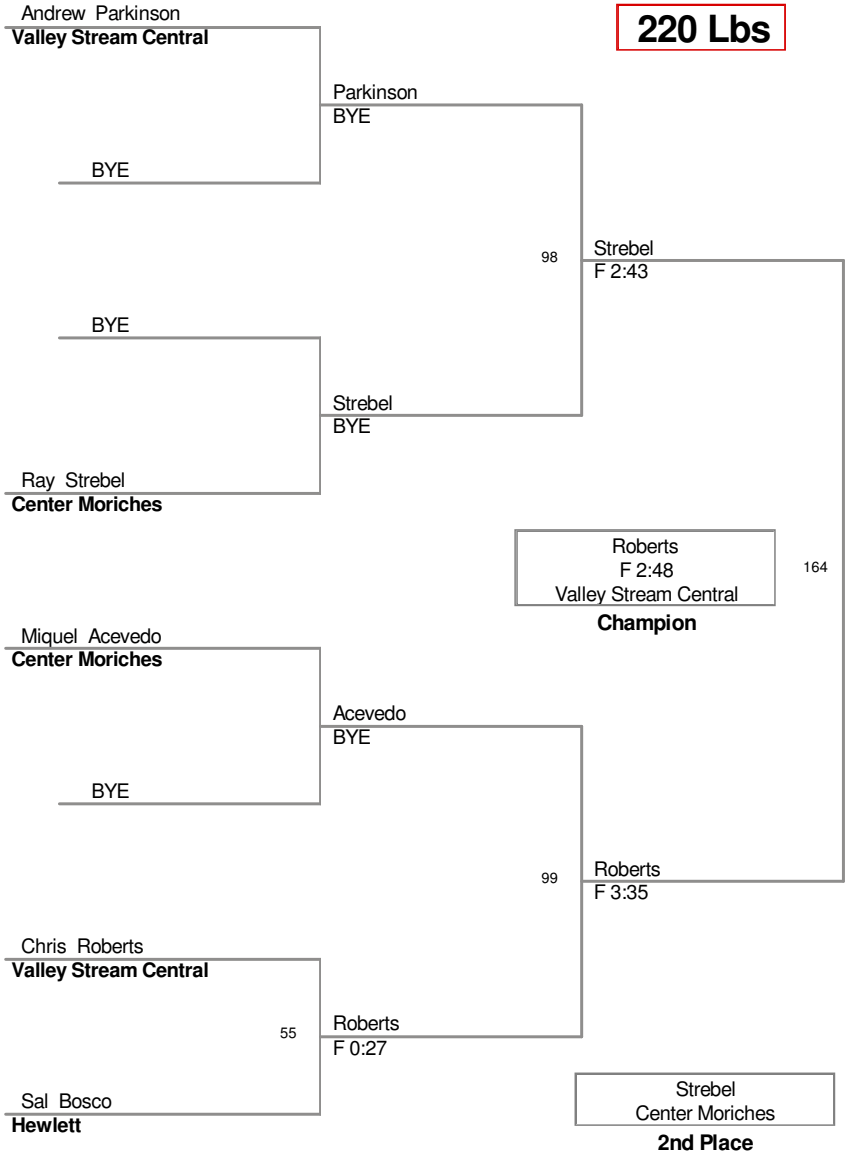 Andrew Parkinson
Valley Stream Central
220 Lbs
Parkinson
BYE
BYE
98
Strebel
F 2:43
BYE
Strebel
BYE
Ray Strebel
Center Moriches
Roberts
F 2:48
Valley Stream Central
Champion
164
Miquel Acevedo
Center Moriches
Acevedo
BYE
BYE
99
Roberts
F 3:35
Chris Roberts
Valley Stream Central
55
Roberts
F 0:27
Sal Bosco
Hewlett
Strebel
Center Moriches
2nd Place